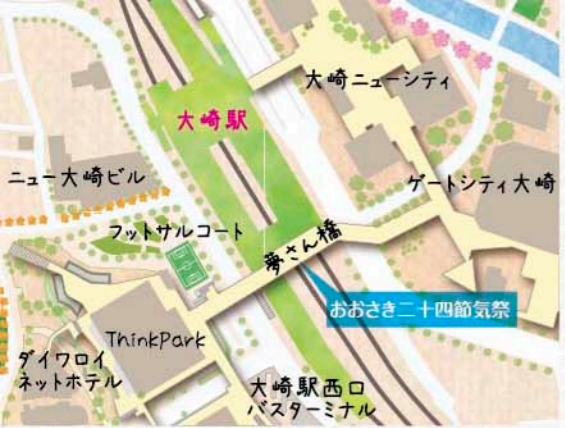 大崎ニューシティ
大崎駅
ニュー大崎ビル
ゲートシティ大崎
フットサルコート
夢さん橋
おおさき二十四節気祭
ThinkPark
ダイワロイ
ネットホテル
大崎駅西口
バスターミナル